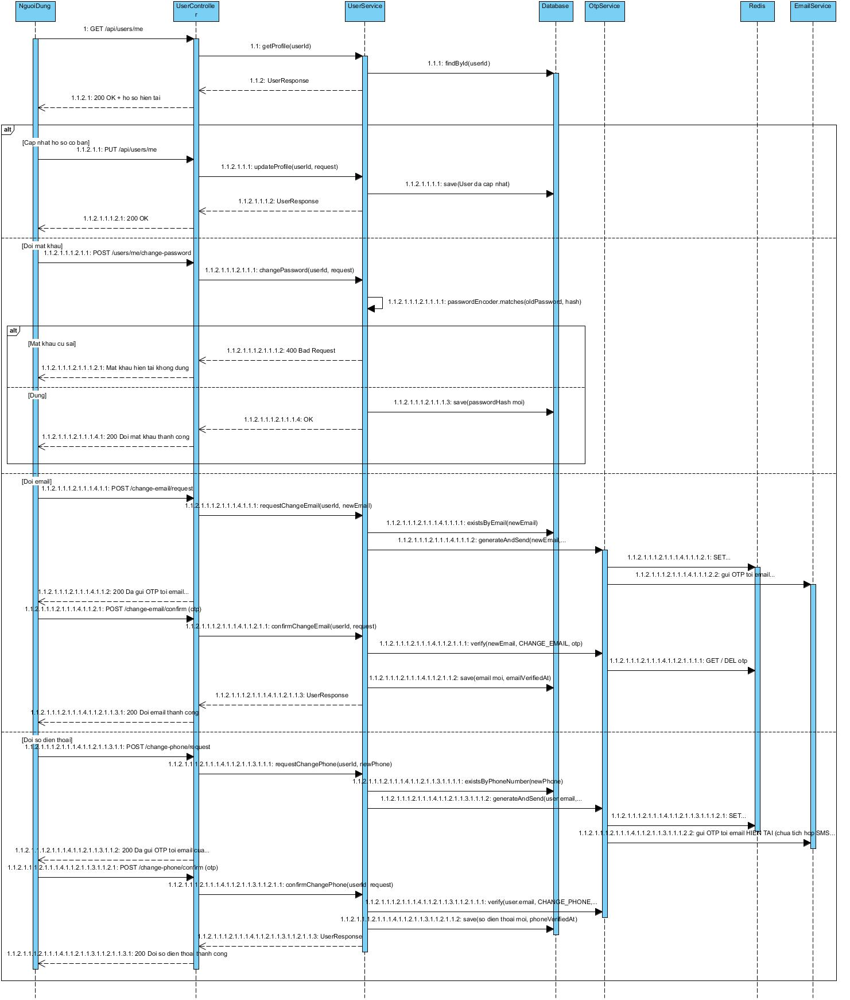 NguoiDung
UserControlle
r
UserService
Database
OtpService
Redis
EmailService
1: GET /api/users/me
1.1: getProfile(userId)
1.1.1: findById(userId)
1.1.2: UserResponse
1.1.2.1: 200 OK + ho so hien tai
alt
[Cap nhat ho so co ban]
1.1.2.1.1: PUT /api/users/me
1.1.2.1.1.1: updateProfile(userId, request)
1.1.2.1.1.1.1: save(User da cap nhat)
1.1.2.1.1.1.2: UserResponse
1.1.2.1.1.1.2.1: 200 OK
[Doi mat khau]
1.1.2.1.1.1.2.1.1: POST /users/me/change-password
1.1.2.1.1.1.2.1.1.1: changePassword(userId, request)
1.1.2.1.1.1.2.1.1.1.1: passwordEncoder.matches(oldPassword, hash)
alt
[Mat khau cu sai]
1.1.2.1.1.1.2.1.1.1.2: 400 Bad Request
1.1.2.1.1.1.2.1.1.1.2.1: Mat khau hien tai khong dung
[Dung]
1.1.2.1.1.1.2.1.1.1.3: save(passwordHash moi)
1.1.2.1.1.1.2.1.1.1.4: OK
1.1.2.1.1.1.2.1.1.1.4.1: 200 Doi mat khau thanh cong
[Doi email]
1.1.2.1.1.1.2.1.1.1.4.1.1: POST /change-email/request
1.1.2.1.1.1.2.1.1.1.4.1.1.1: requestChangeEmail(userId, newEmail)
1.1.2.1.1.1.2.1.1.1.4.1.1.1.1: existsByEmail(newEmail)
1.1.2.1.1.1.2.1.1.1.4.1.1.1.2: generateAndSend(newEmail,...
1.1.2.1.1.1.2.1.1.1.4.1.1.1.2.1: SET...
1.1.2.1.1.1.2.1.1.1.4.1.1.1.2.2: gui OTP toi email...
1.1.2.1.1.1.2.1.1.1.4.1.1.2: 200 Da gui OTP toi email...
1.1.2.1.1.1.2.1.1.1.4.1.1.2.1: POST /change-email/confirm (otp)
1.1.2.1.1.1.2.1.1.1.4.1.1.2.1.1: confirmChangeEmail(userId, request)
1.1.2.1.1.1.2.1.1.1.4.1.1.2.1.1.1: verify(newEmail, CHANGE_EMAIL, otp)
1.1.2.1.1.1.2.1.1.1.4.1.1.2.1.1.1.1: GET / DEL otp
1.1.2.1.1.1.2.1.1.1.4.1.1.2.1.1.2: save(email moi, emailVerifiedAt)
1.1.2.1.1.1.2.1.1.1.4.1.1.2.1.1.3: UserResponse
1.1.2.1.1.1.2.1.1.1.4.1.1.2.1.1.3.1: 200 Doi email thanh cong
[Doi so dien thoai]
1.1.2.1.1.1.2.1.1.1.4.1.1.2.1.1.3.1.1: POST /change-phone/request
1.1.2.1.1.1.2.1.1.1.4.1.1.2.1.1.3.1.1.1: requestChangePhone(userId, newPhone)
1.1.2.1.1.1.2.1.1.1.4.1.1.2.1.1.3.1.1.1.1: existsByPhoneNumber(newPhone)
1.1.2.1.1.1.2.1.1.1.4.1.1.2.1.1.3.1.1.1.2: generateAndSend(user.email,...
1.1.2.1.1.1.2.1.1.1.4.1.1.2.1.1.3.1.1.1.2.1: SET...
1.1.2.1.1.1.2.1.1.1.4.1.1.2.1.1.3.1.1.1.2.2: gui OTP toi email HIEN TAI (chua tich hop SMS...
1.1.2.1.1.1.2.1.1.1.4.1.1.2.1.1.3.1.1.2: 200 Da gui OTP toi email cua...
1.1.2.1.1.1.2.1.1.1.4.1.1.2.1.1.3.1.1.2.1: POST /change-phone/confirm (otp)
1.1.2.1.1.1.2.1.1.1.4.1.1.2.1.1.3.1.1.2.1.1: confirmChangePhone(userId, request)
1.1.2.1.1.1.2.1.1.1.4.1.1.2.1.1.3.1.1.2.1.1.1: verify(user.email, CHANGE_PHONE,...
1.1.2.1.1.1.2.1.1.1.4.1.1.2.1.1.3.1.1.2.1.1.2: save(so dien thoai moi, phoneVerifiedAt)
1.1.2.1.1.1.2.1.1.1.4.1.1.2.1.1.3.1.1.2.1.1.3: UserResponse
1.1.2.1.1.1.2.1.1.1.4.1.1.2.1.1.3.1.1.2.1.1.3.1: 200 Doi so dien thoai thanh cong